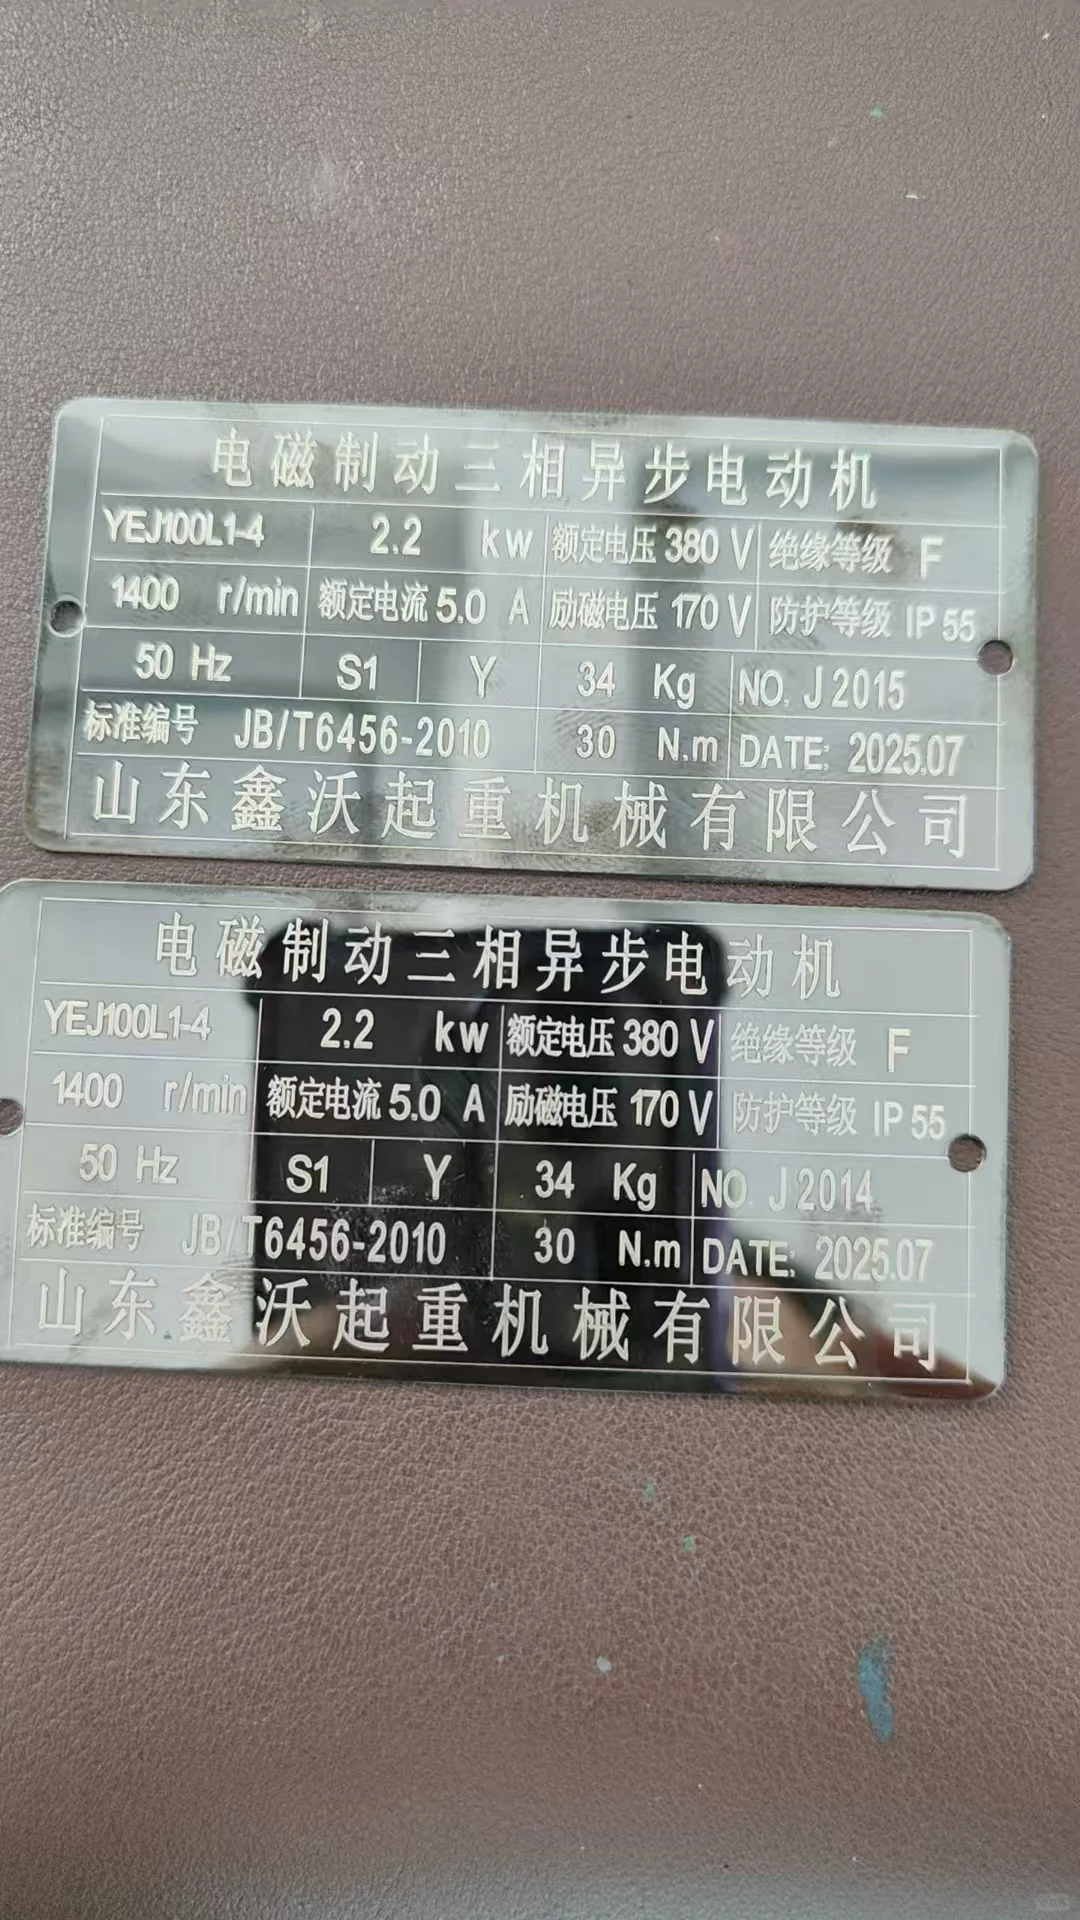 电磁制动三相异步电动机
YEJ100L1-4 2.2 kw 额定电压 380 V 绝缘等级 F
1400 r/min 额定电流 5.0 A 励磁电压 170 V 防护等级 IP 55
50 Hz S1 Y 34 Kg NO. J 2015
标准编号 JB/T6456-2010 30 N.m DATE: 2025.07
山东鑫沃起重机械有限公司
电磁制动三相异步电动机
YEJ100L1-4 2.2 kw 额定电压 380 V 绝缘等级 F
1400 r/min 额定电流 5.0 A 励磁电压 170 V 防护等级 IP 55
50 Hz S1 Y 34 Kg NO. J 2014
标准编号 JB/T6456-2010 30 N.m DATE: 2025.07
山东鑫沃起重机械有限公司